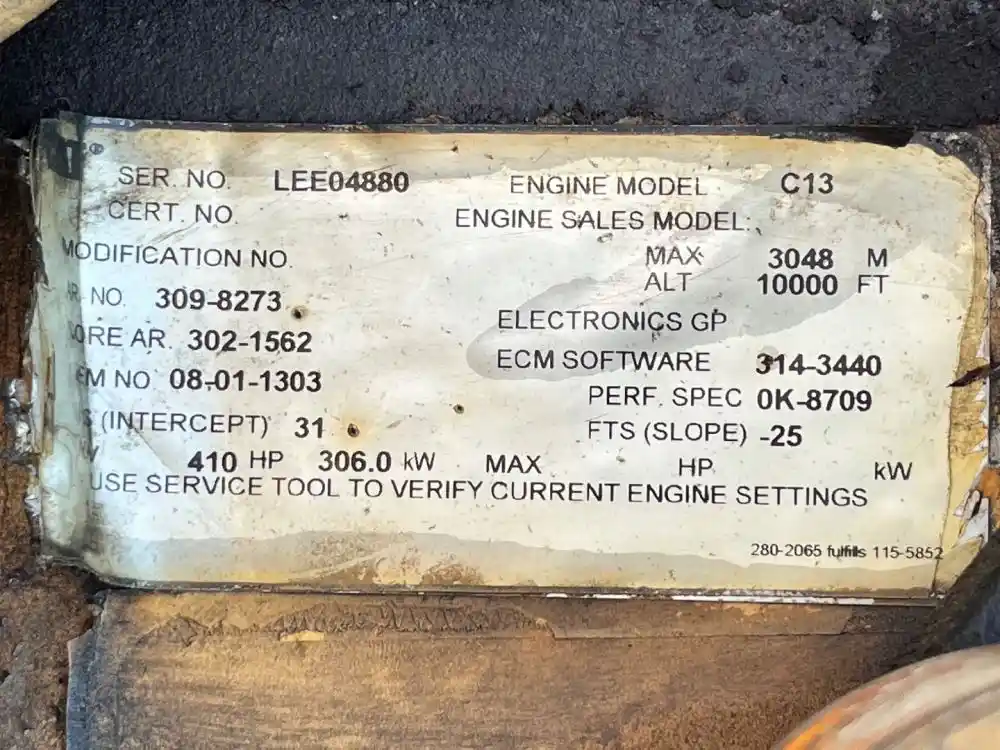 T®
SER. NO. LEE04880 ENGINE MODEL C13
CERT. NO. ENGINE SALES MODEL:
MODIFICATION NO. MAX 3048 M
ALT 10000 FT
NO. 309-8273
ELECTRONICS GP
ORE AR. 302-1562
ECM SOFTWARE 314-3440
EM NO 08-01-1303
PERF. SPEC 0K-8709
S (INTERCEPT) 31 FTS (SLOPE) -25
410 HP 306.0 kW MAX HP kW
USE SERVICE TOOL TO VERIFY CURRENT ENGINE SETTINGS
280-2065 fulfills 115-5852